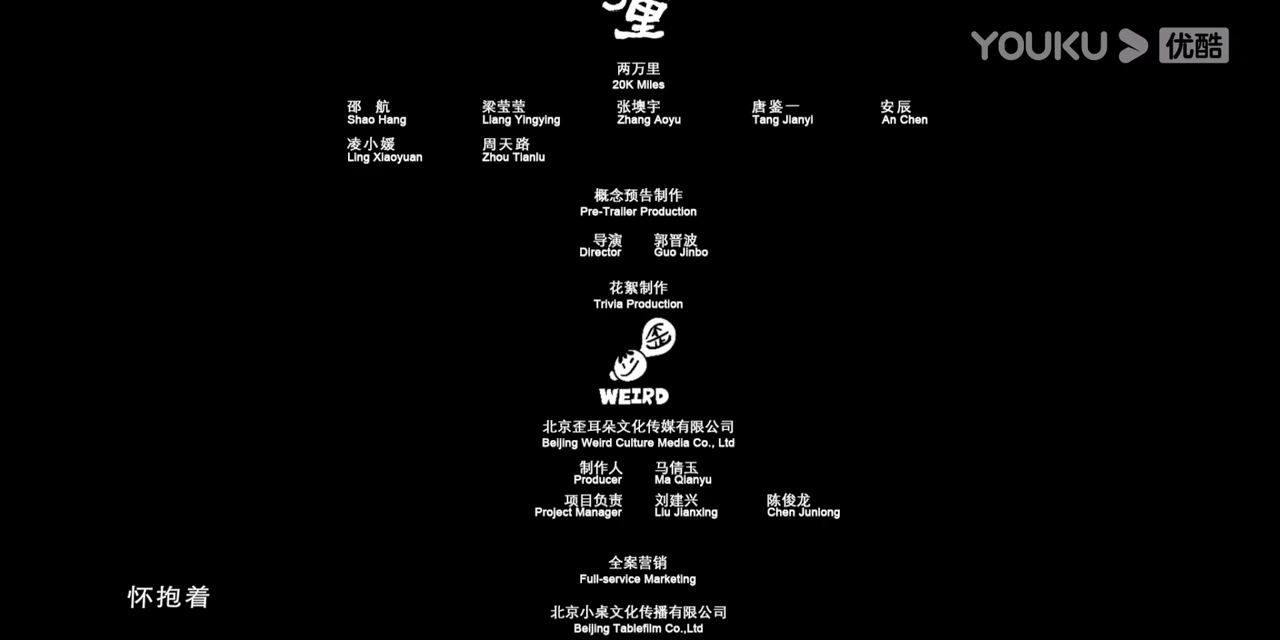 YOUKU 优酷
里
两万里
20K Miles
邵 航 梁莹莹 张墺宇 唐鉴一 安辰
Shao Hang Liang Yingying Zhang Aoyu Tang Jianyi An Chen
凌小媛 周天路
Ling Xiaoyuan Zhou Tianlu
概念预告制作
Pre-Trailer Production
导演 郭晋波
Director Guo Jinbo
花絮制作
Trivia Production
歪
WEIRD
北京歪耳朵文化传媒有限公司
Beijing Weird Culture Media Co., Ltd
制作人 马倩玉
Producer Ma Qianyu
项目负责 刘建兴 陈俊龙
Project Manager Liu Jianxing Chen Junlong
全案营销
Full-service Marketing
怀抱着
北京小桌文化传播有限公司
Beijing Tablefilm Co.,Ltd